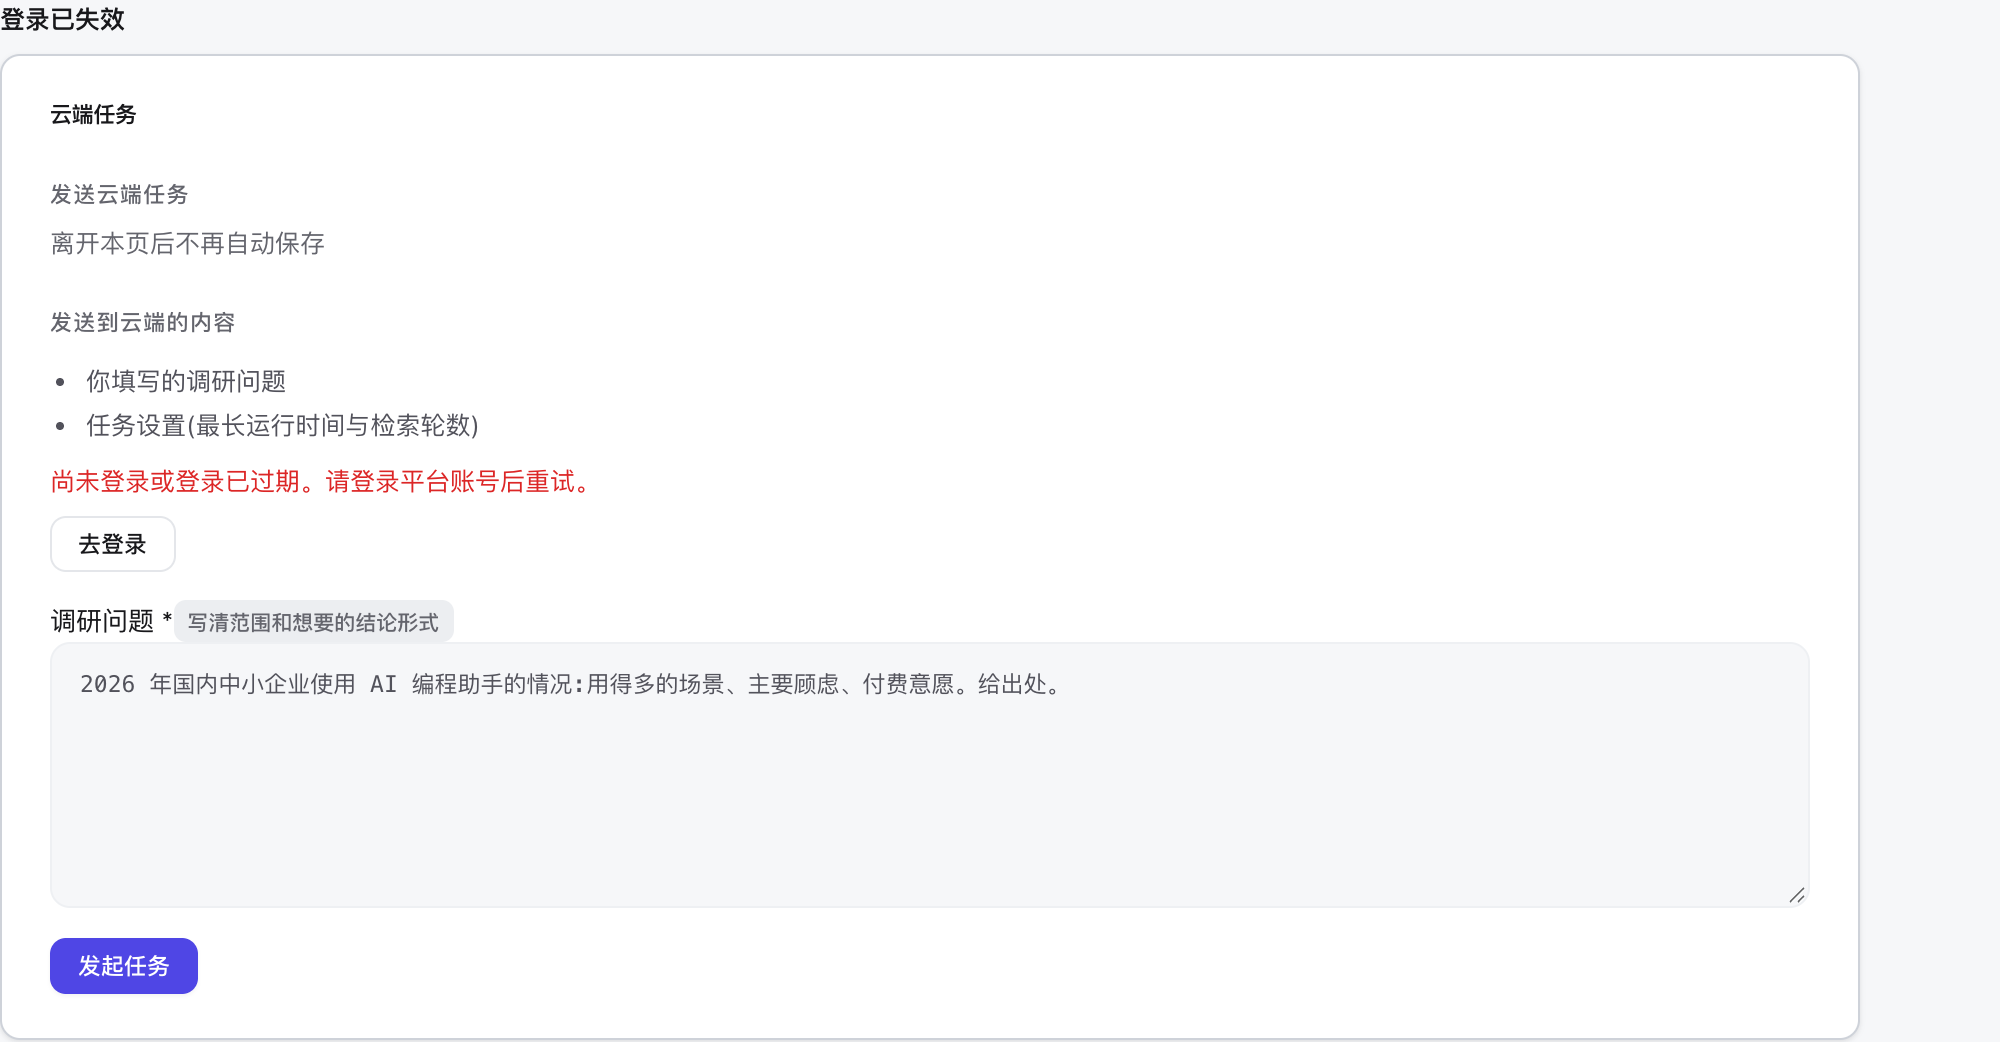 登录已失效
云端任务
发送云端任务
离开本页后不再自动保存
发送到云端的内容
• 你填写的调研问题
• 任务设置(最长运行时间与检索轮数)
尚未登录或登录已过期。请登录平台账号后重试。
去登录
调研问题 * 写清范围和想要的结论形式
2026 年国内中小企业使用 AI 编程助手的情况:用得多的场景、主要顾虑、付费意愿。给出处。
发起任务